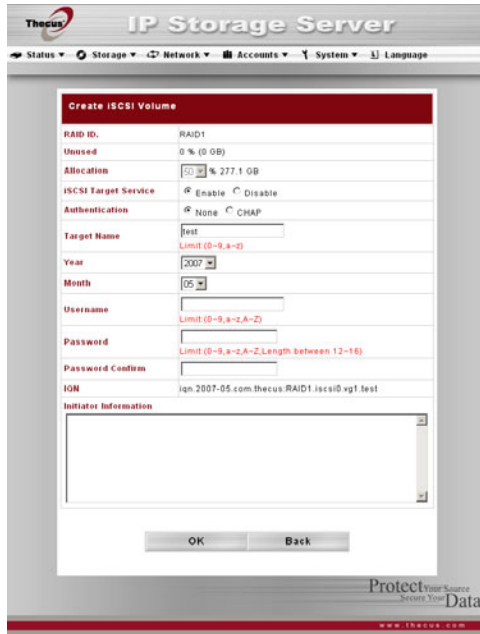 Thecus IP Storage Server
Status Storage Network Accounts System Language
Create iSCSI Volume
RAID ID. RAID1
Unused 0 % (0 GB)
Allocation 50 % 277.1 GB
iSCSI Target Service Enable Disable
Authentication None CHAP
Target Name test
Limit:(0~9,a~z)
Year 2007
Month 05
Username
Limit:(0~9,a~z,A~Z)
Password
Limit:(0~9,a~z,A~Z,Length between 12~16)
Password Confirm
IQN iqn.2007-05.com.thecus:RAID1.iscsi0.vg1.test
Initiator Information
OK Back
Protect Your Source
Secure Your Data
www.thecus.com